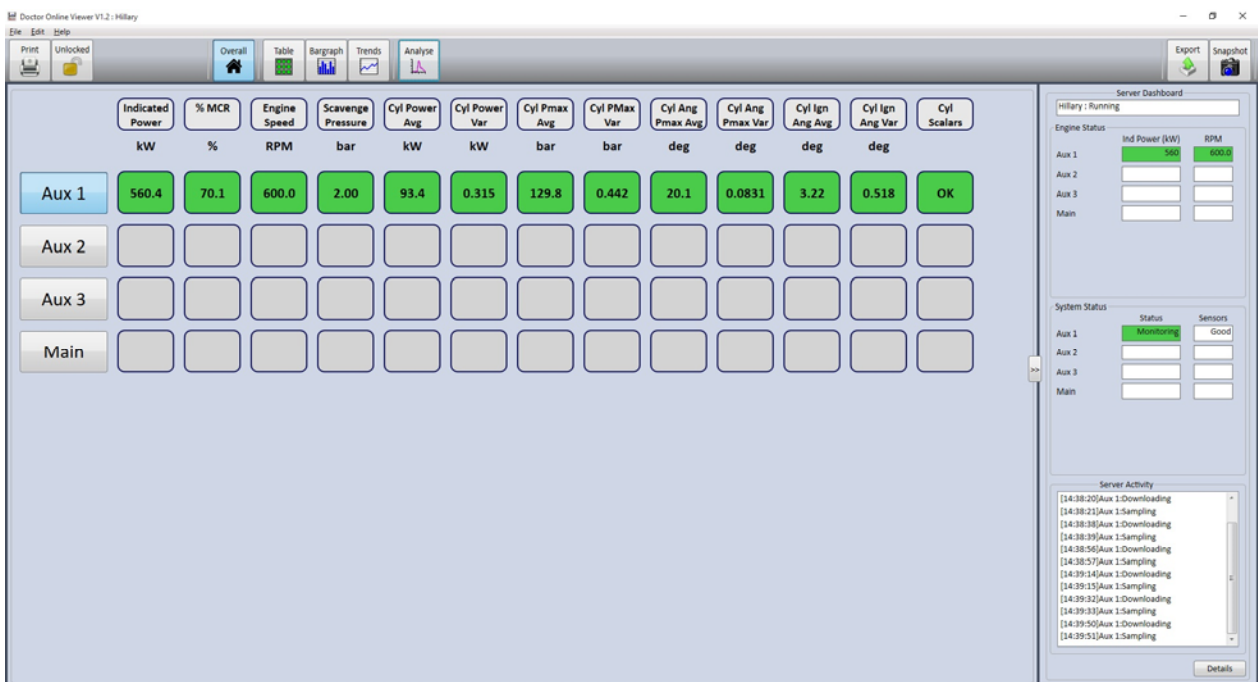 Doctor Online Viewer V1.2 : Hillary
File Edit Help
Print Unlocked Overall Table Bargraph Trends Analyse Export Snapshot
Indicated Power % MCR Engine Speed Scavenge Pressure Cyl Power Avg Cyl Power Var Cyl Pmax Avg Cyl PMax Var Cyl Ang Pmax Avg Cyl Ang Pmax Var Cyl Ign Ang Avg Cyl Ign Ang Var Cyl Scalars
kW % RPM bar kW kW bar bar deg deg deg deg
Aux 1 560.4 70.1 600.0 2.00 93.4 0.315 129.8 0.442 20.1 0.0831 3.22 0.518 OK
Aux 2
Aux 3
Main
>>
Server Dashboard
Hillary : Running
Engine Status
Ind Power (kW) RPM
Aux 1 560 600.0
Aux 2
Aux 3
Main
System Status
Status Sensors
Aux 1 Monitoring Good
Aux 2
Aux 3
Main
Server Activity
[14:38:20]Aux 1:Downloading
[14:38:21]Aux 1:Sampling
[14:38:38]Aux 1:Downloading
[14:38:39]Aux 1:Sampling
[14:38:56]Aux 1:Downloading
[14:38:57]Aux 1:Sampling
[14:39:14]Aux 1:Downloading
[14:39:15]Aux 1:Sampling
[14:39:32]Aux 1:Downloading
[14:39:33]Aux 1:Sampling
[14:39:50]Aux 1:Downloading
[14:39:51]Aux 1:Sampling
Details